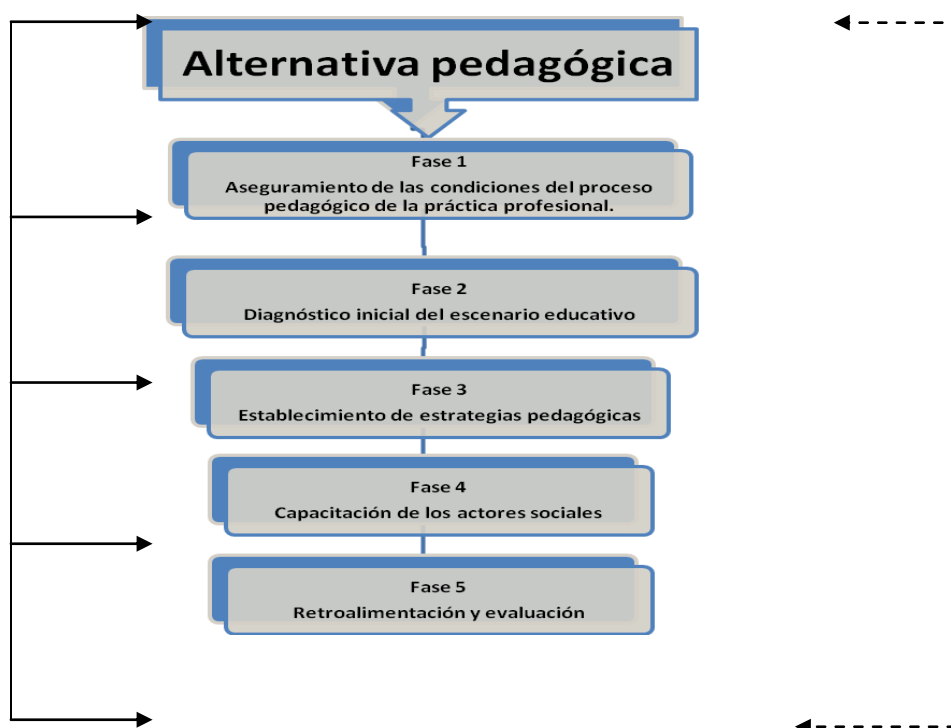 Alternativa pedagógica
Fase 1
Aseguramiento de las condiciones del proceso
pedagógico de la práctica profesional.
Fase 2
Diagnóstico inicial del escenario educativo
Fase 3
Establecimiento de estrategias pedagógicas
Fase 4
Capacitación de los actores sociales
Fase 5
Retroalimentación y evaluación